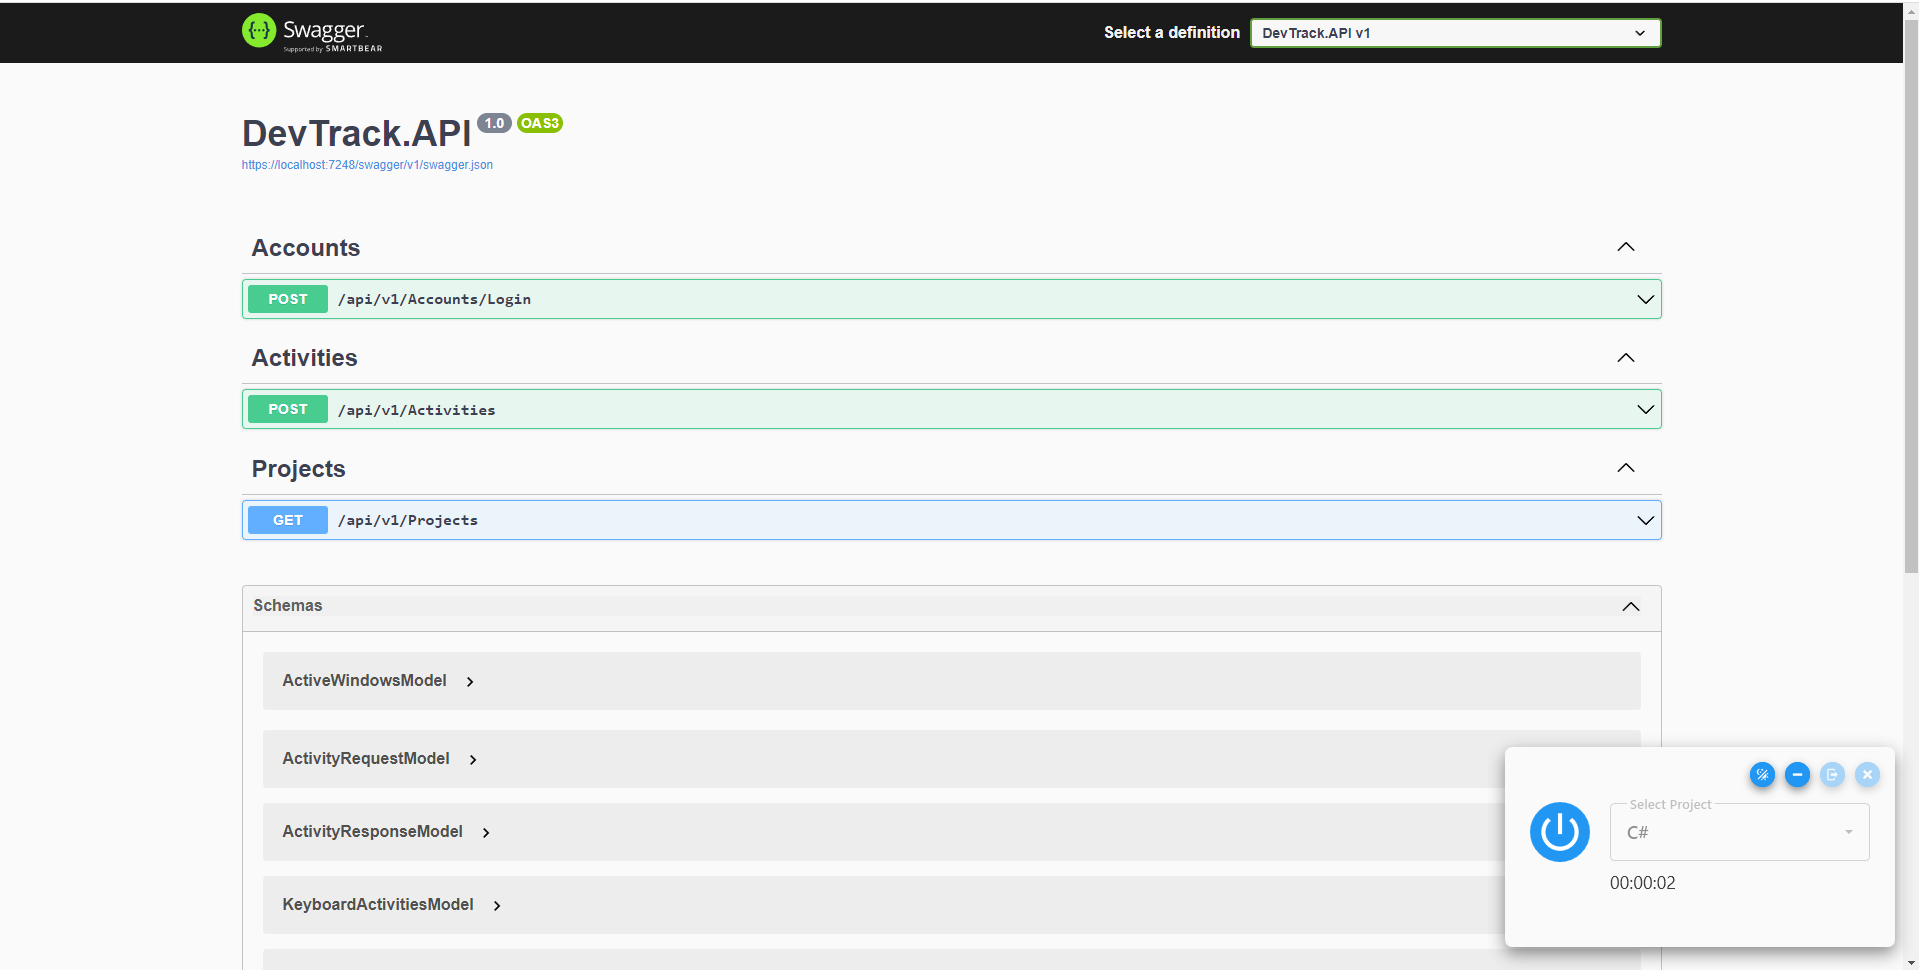 Swagger
Supported by SMARTBEAR
Select a definition
DevTrack.API v1
DevTrack.API 1.0 OAS3
https://localhost:7248/swagger/v1/swagger.json
Accounts
POST /api/v1/Accounts/Login
Activities
POST /api/v1/Activities
Projects
GET /api/v1/Projects
Schemas
ActiveWindowsModel
ActivityRequestModel
ActivityResponseModel
KeyboardActivitiesModel
Select Project
C#
00:00:02